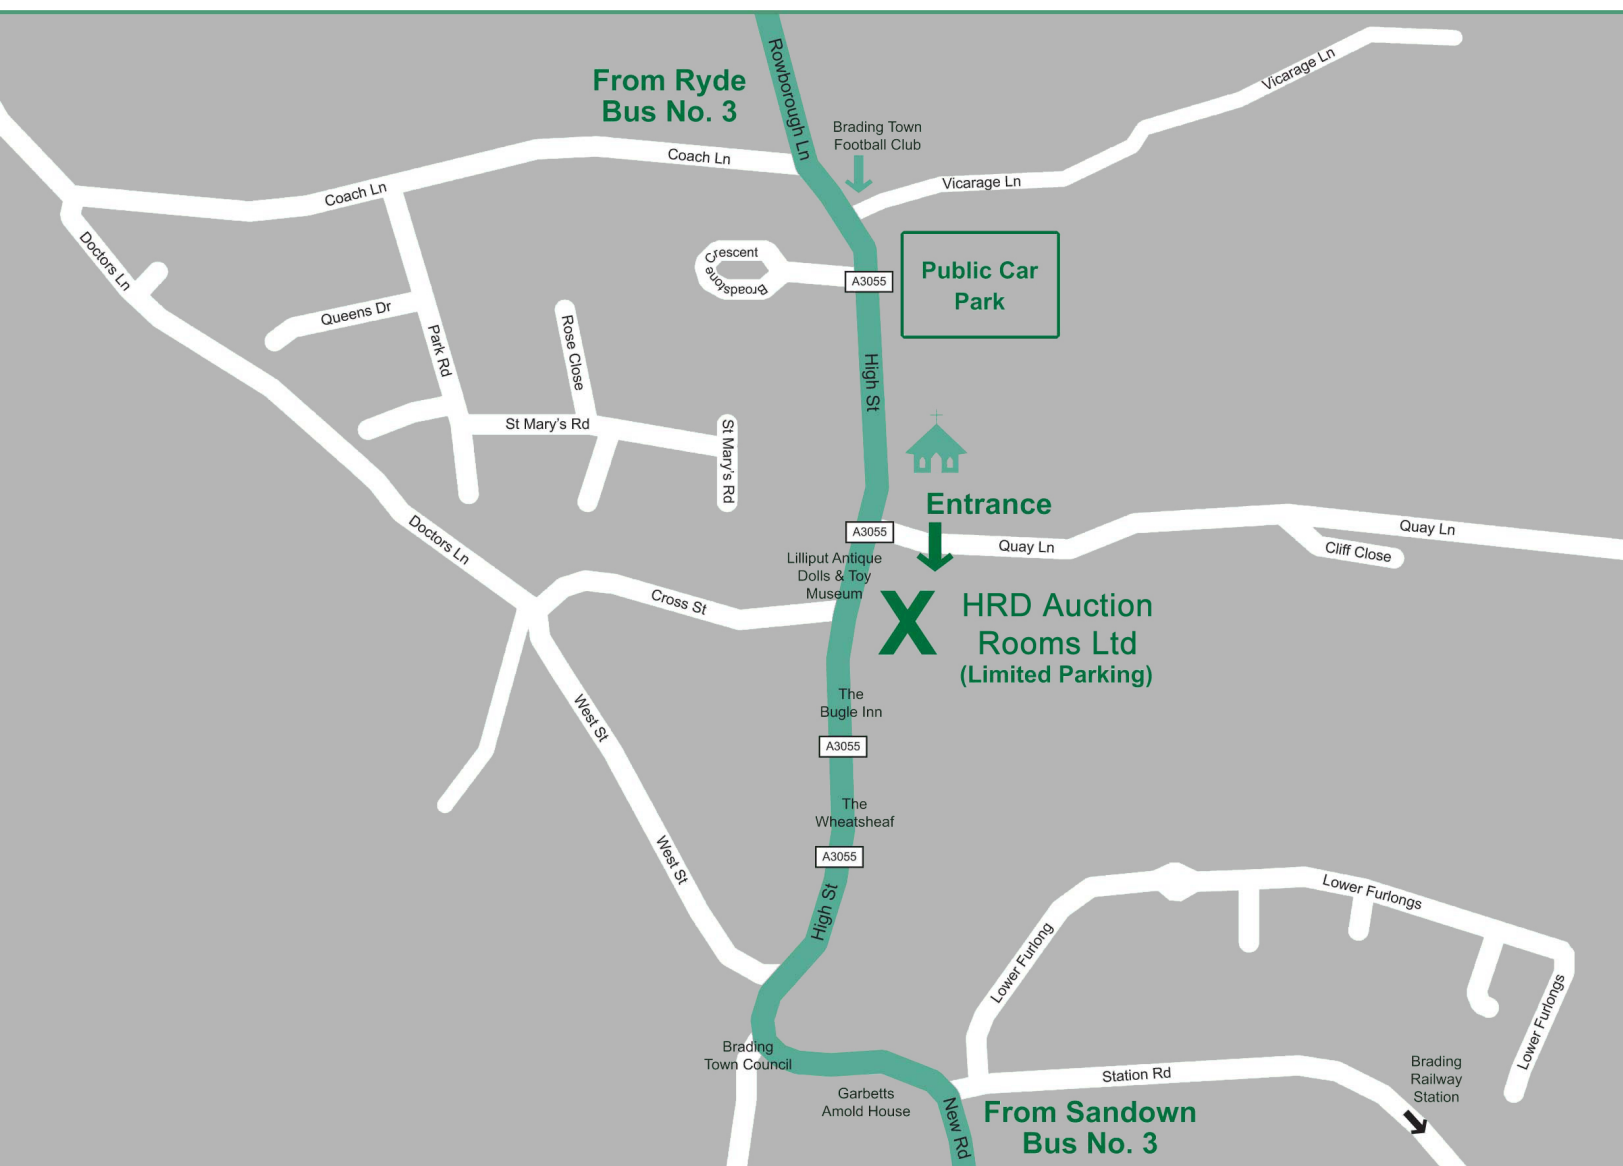 Rowborough Ln
From Ryde
Bus No. 3
Vicarage Ln
Brading Town
Football Club
Coach Ln
Vicarage Ln
Coach Ln
Doctors Ln
Crescent
Broadstone
A3055
Public Car
Park
Queens Dr
Park Rd
Rose Close
High St
St Mary's Rd
St Mary's Rd
Entrance
Doctors Ln
A3055
Quay Ln
Quay Ln
Cliff Close
Lilliput Antique
Dolls & Toy
Museum
Cross St
HRD Auction
Rooms Ltd
(Limited Parking)
X
West St
The
Bugle Inn
A3055
The
Wheatsheaf
West St
A3055
High St
Lower Furlongs
Lower Furlong
Lower Furlongs
Brading
Town Council
Station Rd
Brading
Railway
Station
Garbetts
Amold House
New Rd
From Sandown
Bus No. 3